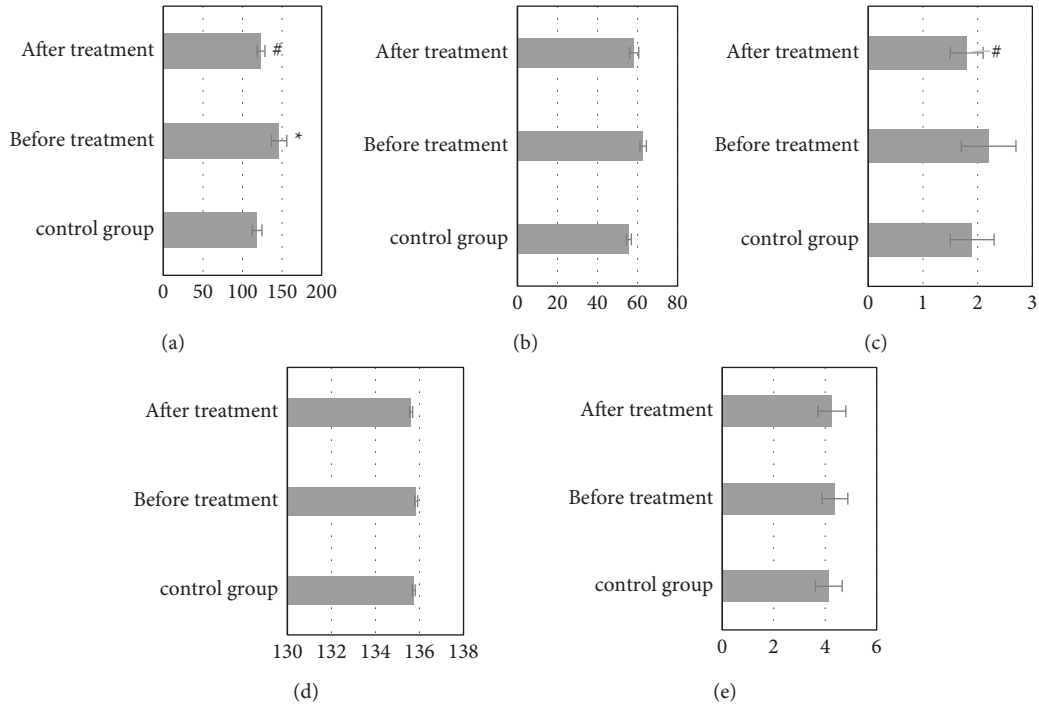 After treatment
#
Before treatment
*
control group
0 50 100 150 200
(a)
After treatment
Before treatment
control group
0 20 40 60 80
(b)
After treatment
#
Before treatment
control group
0 1 2 3
(c)
After treatment
Before treatment
control group
130 132 134 136 138
(d)
After treatment
Before treatment
control group
0 2 4 6
(e)